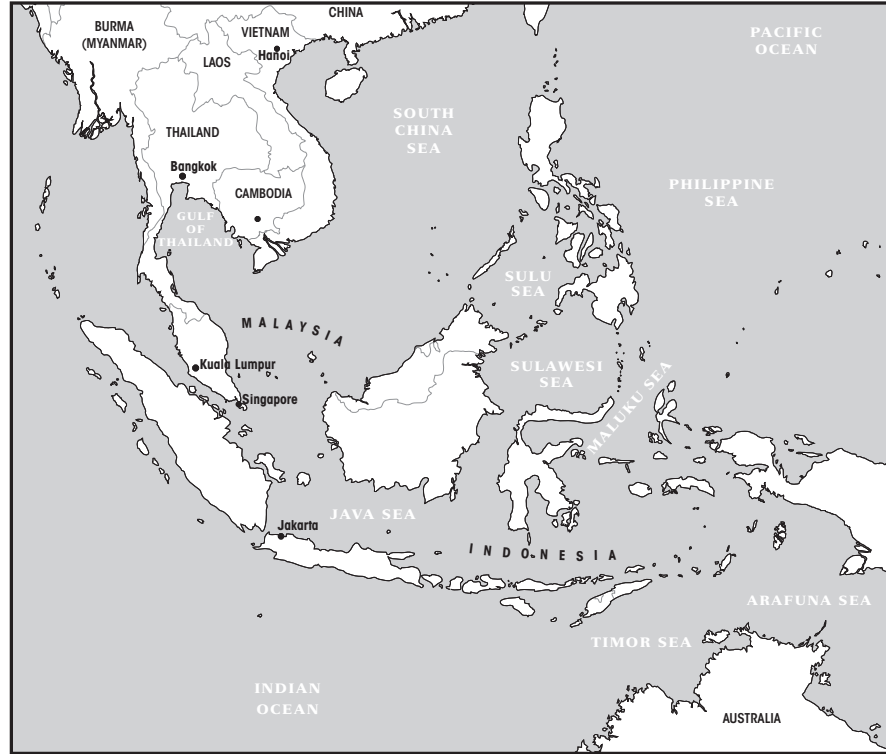 CHINA
BURMA
(MYANMAR)
VIETNAM
Hanoi
LAOS
PACIFIC
OCEAN
SOUTH
CHINA
SEA
THAILAND
Bangkok
CAMBODIA
PHILIPPINE
SEA
GULF
OF
THAILAND
SULU
SEA
MALAYSIA
Kuala Lumpur
SULAWESI
SEA
Singapore
MALUKU SEA
JAVA SEA
Jakarta
INDONESIA
ARAFUNA SEA
TIMOR SEA
INDIAN
OCEAN
AUSTRALIA